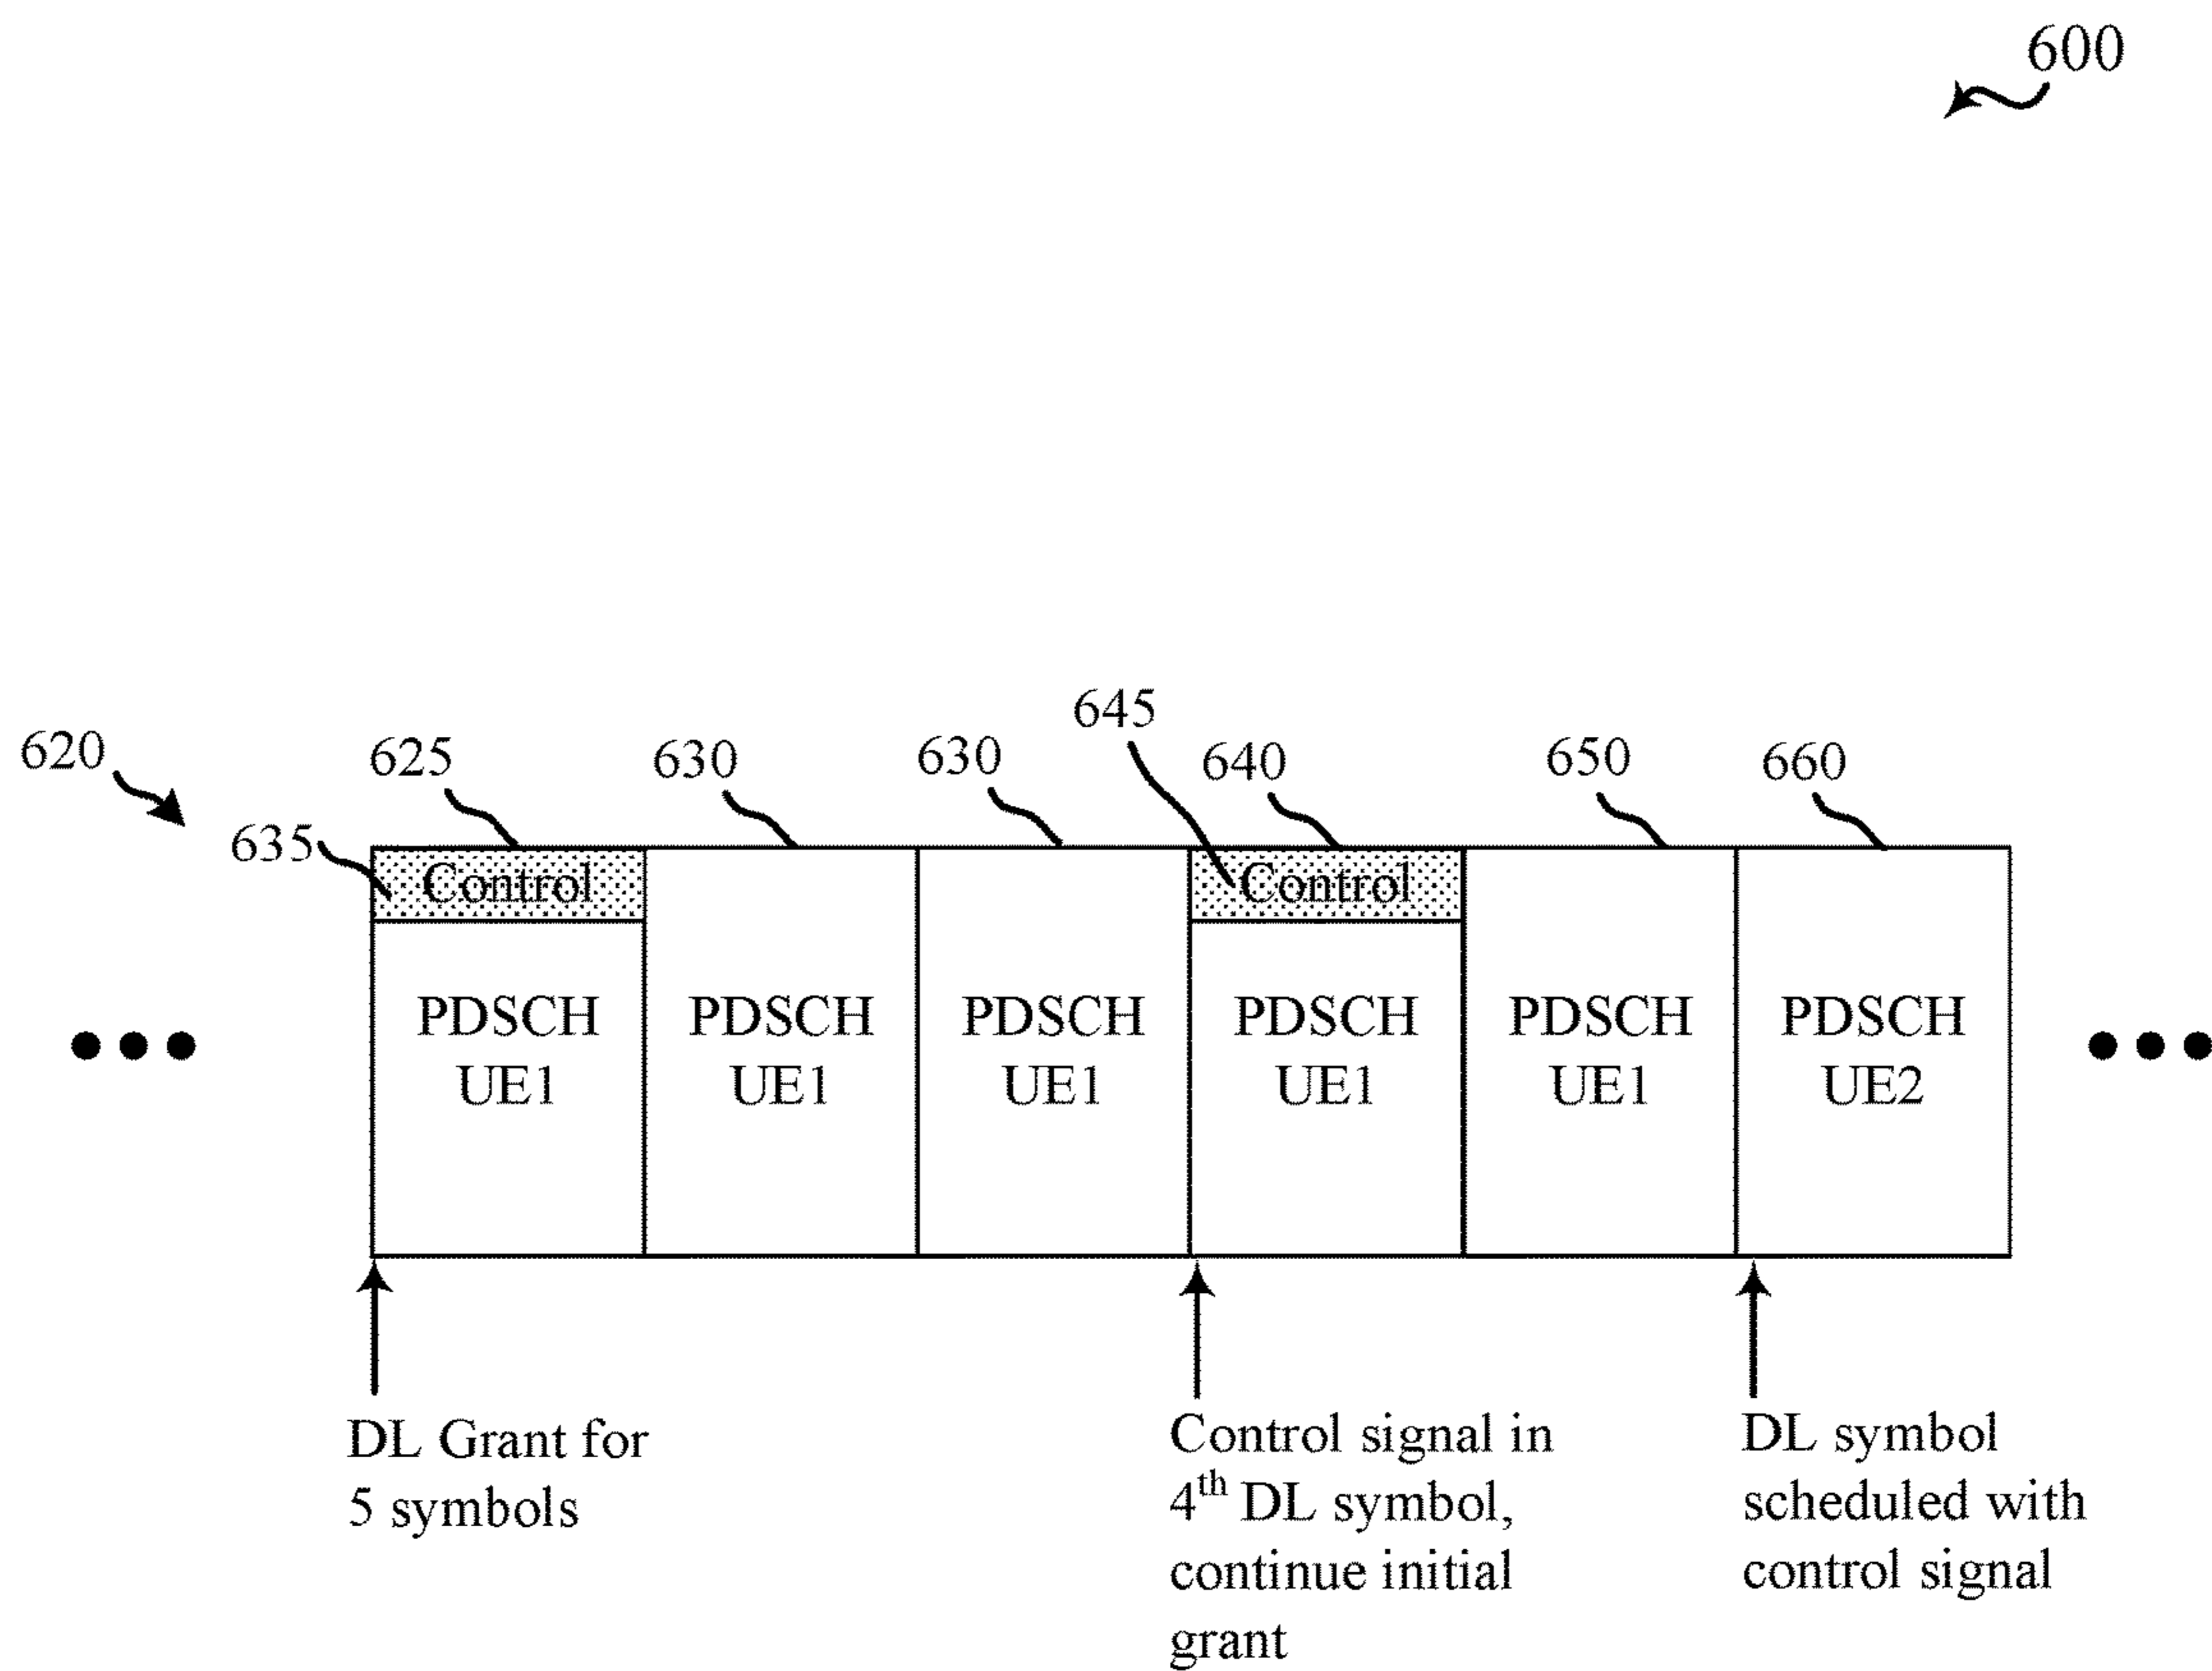 600
645
620
625
630
630
640
650
660
635
Control
Control
PDSCH
UE1
PDSCH
UE1
PDSCH
UE1
PDSCH
UE1
PDSCH
UE1
PDSCH
UE2
DL Grant for
5 symbols
Control signal in
4th DL symbol,
continue initial
grant
DL symbol
scheduled with
control signal